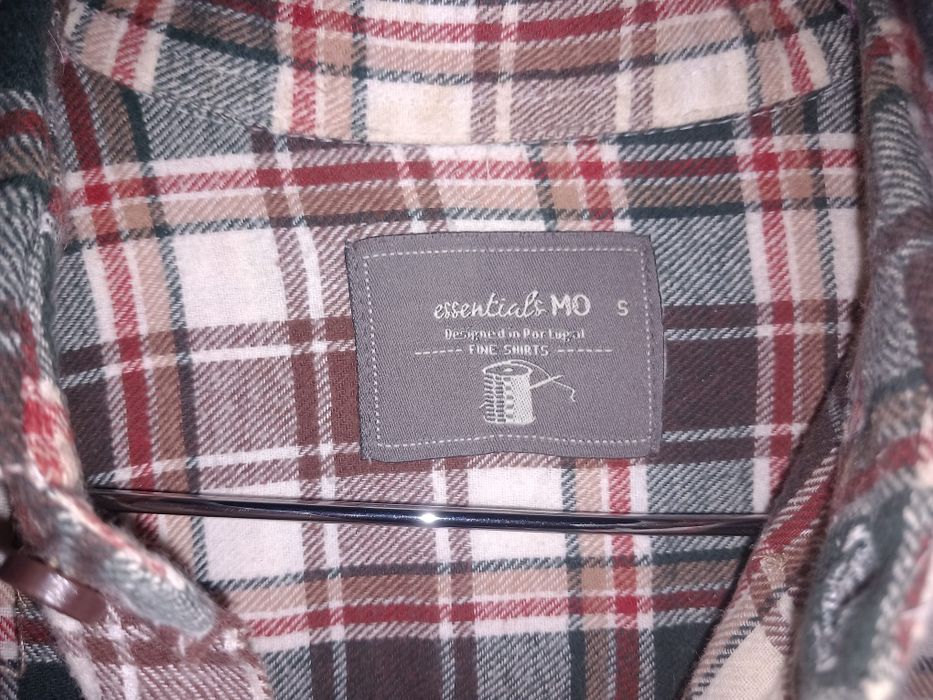 essentials MO S
Designed in Portugal
FINE SHIRTS